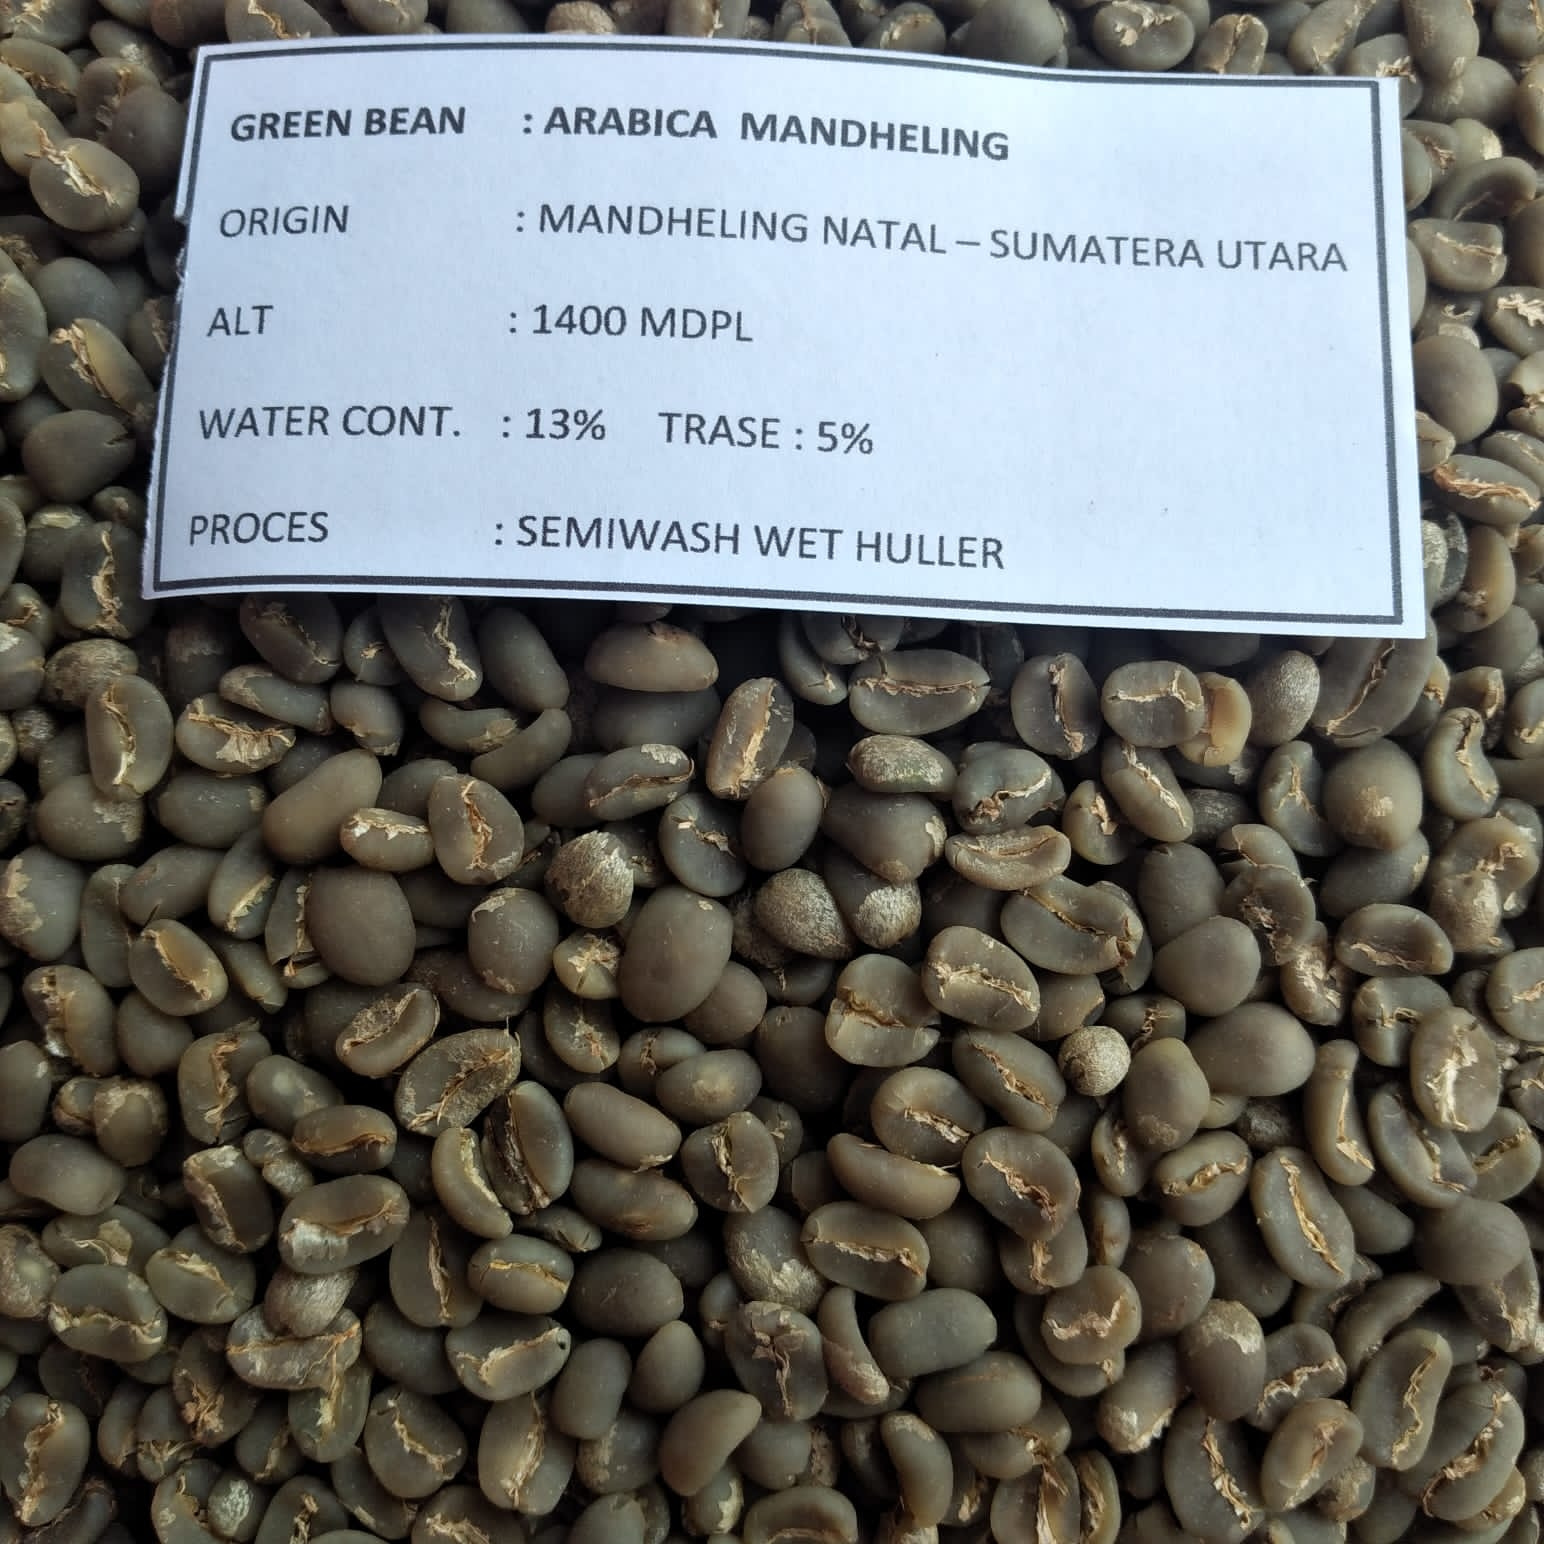 GREEN BEAN : ARABICA MANDHELING
ORIGIN : MANDHELING NATAL – SUMATERA UTARA
ALT : 1400 MDPL
WATER CONT. : 13% TRASE : 5%
PROCES : SEMIWASH WET HULLER